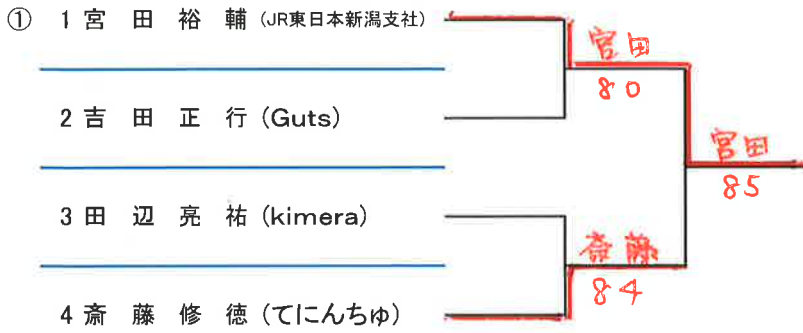 ① 1 宮 田 裕 輔 (JR東日本新潟支社)
宮田
80
2 吉 田 正 行 (Guts)
宮田
85
3 田 辺 亮 祐 (kimera)
斎藤
84
4 斎 藤 修 徳 (てにんちゅ)